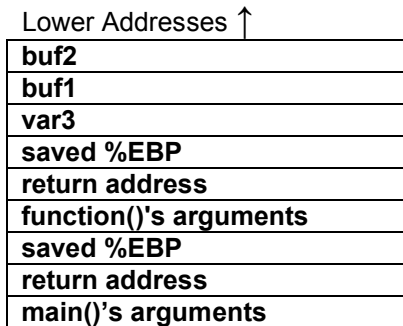 Lower Addresses ↑
buf2
buf1
var3
saved %EBP
return address
function()'s arguments
saved %EBP
return address
main()’s arguments